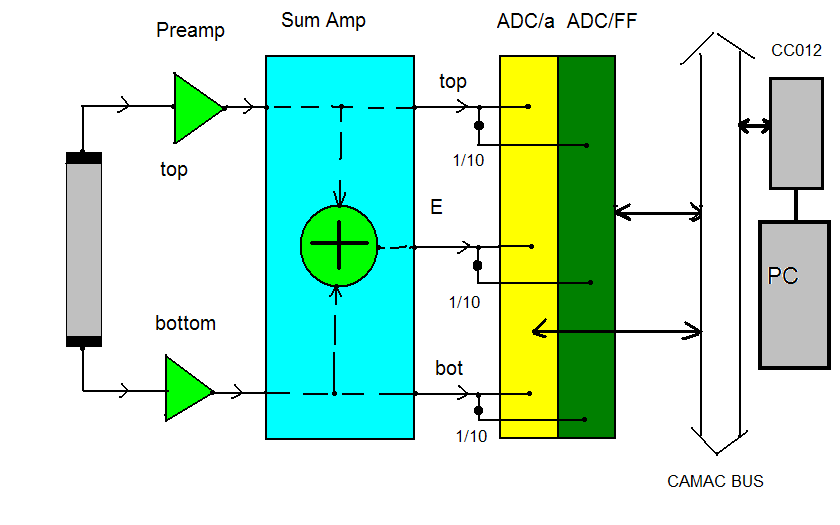 Preamp
Sum Amp
ADC/a ADC/FF
CC012
top
top
1/10
E
1/10
PC
bottom
bot
1/10
CAMAC BUS